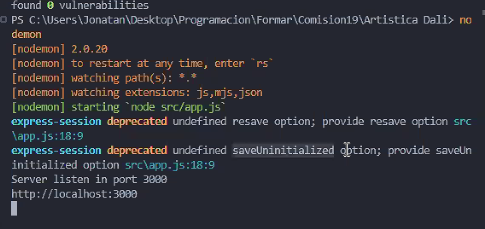 found 0 vulnerabilities
PS C:\Users\Jonatan\Desktop\Programacion\Formar\Comision19\Artistica Dali> no
demon
[nodemon] 2.0.20
[nodemon] to restart at any time, enter `rs`
[nodemon] watching path(s): *.*
[nodemon] watching extensions: js,mjs,json
[nodemon] starting `node src/app.js`
express-session deprecated undefined resave option; provide resave option src
\app.js:18:9
express-session deprecated undefined saveUninitialized option; provide saveUn
initialized option src\app.js:18:9
Server listen in port 3000
http://localhost:3000